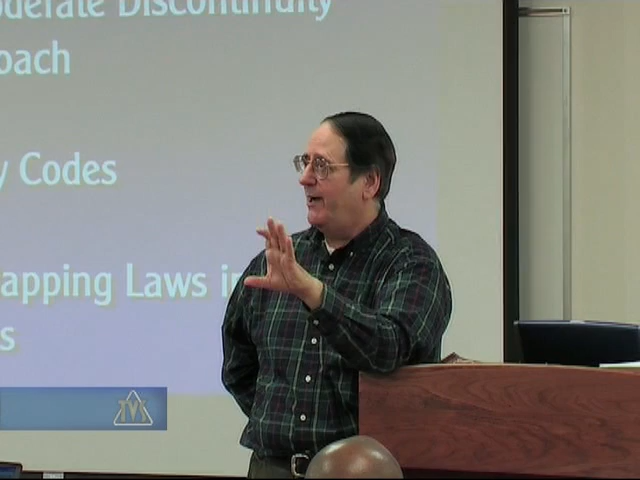 oderate Discontinuity
oach
y Codes
apping Laws in
s